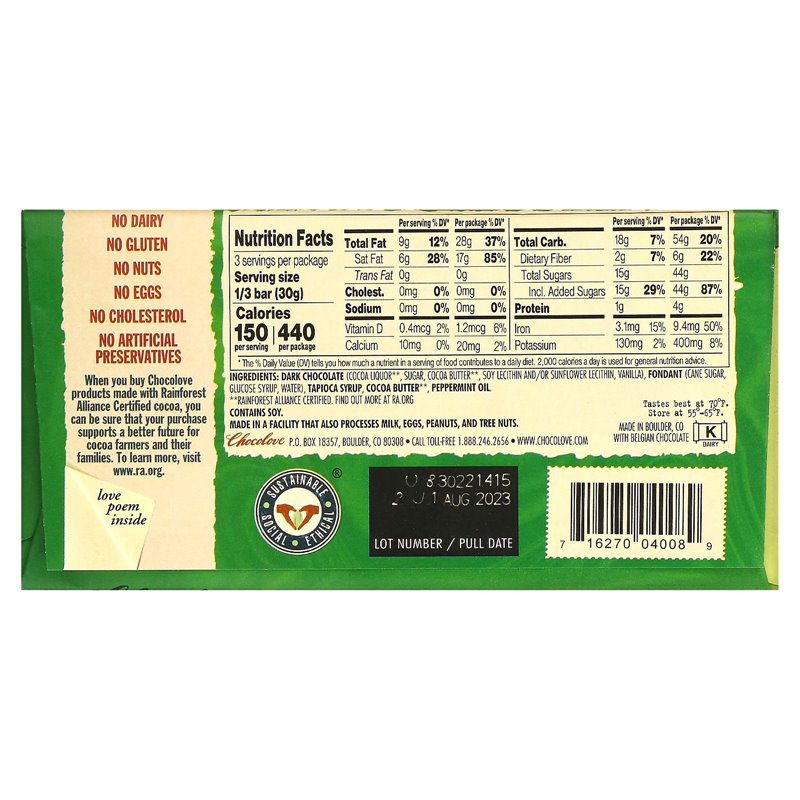 NO DAIRY
NO GLUTEN
NO NUTS
NO EGGS
NO CHOLESTEROL
NO ARTIFICIAL
PRESERVATIVES
When you buy Chocolove
products made with Rainforest
Alliance Certified cocoa, you
can be sure that your purchase
supports a better future for
cocoa farmers and their
families. To learn more, visit
www.ra.org.
love
poem
inside
Nutrition Facts
3 servings per package
Serving size
1/3 bar (30g)
Calories
150 440
per serving per package
Per serving % DV* Per package % DV*
Total Fat 9g 12% 28g 37%
Sat Fat 6g 28% 17g 85%
Trans Fat 0g 0g
Cholest. 0mg 0% 0mg 0%
Sodium 0mg 0% 0mg 0%
Vitamin D 0.4mcg 2% 1.2mcg 6%
Calcium 10mg 0% 20mg 2%
Per serving % DV* Per package % DV*
Total Carb. 18g 7% 54g 20%
Dietary Fiber 2g 7% 6g 22%
Total Sugars 15g 44g
Incl. Added Sugars 15g 29% 44g 87%
Protein 1g 4g
Iron 3.1mg 15% 9.4mg 50%
Potassium 130mg 2% 400mg 8%
* The % Daily Value (DV) tells you how much a nutrient in a serving of food contributes to a daily diet. 2,000 calories a day is used for general nutrition advice.
INGREDIENTS: DARK CHOCOLATE (COCOA LIQUOR**, SUGAR, COCOA BUTTER**, SOY LECITHIN AND/OR SUNFLOWER LECITHIN, VANILLA), FONDANT (CANE SUGAR,
GLUCOSE SYRUP, WATER), TAPIOCA SYRUP, COCOA BUTTER**, PEPPERMINT OIL.
**RAINFOREST ALLIANCE CERTIFIED. FIND OUT MORE AT RA.ORG
CONTAINS SOY.
MADE IN A FACILITY THAT ALSO PROCESSES MILK, EGGS, PEANUTS, AND TREE NUTS.
Chocolove P.O. BOX 18357, BOULDER, CO 80308 • CALL TOLL-FREE 1.888.246.2656 • WWW.CHOCOLOVE.COM
Tastes best at 70°F.
Store at 55°-65°F.
MADE IN BOULDER, CO
WITH BELGIAN CHOCOLATE
K
DAIRY
SUSTAINABLE
SOCIAL • ETHICAL
®
830221415
1 AUG 2023
LOT NUMBER / PULL DATE
7 16270 04008 9